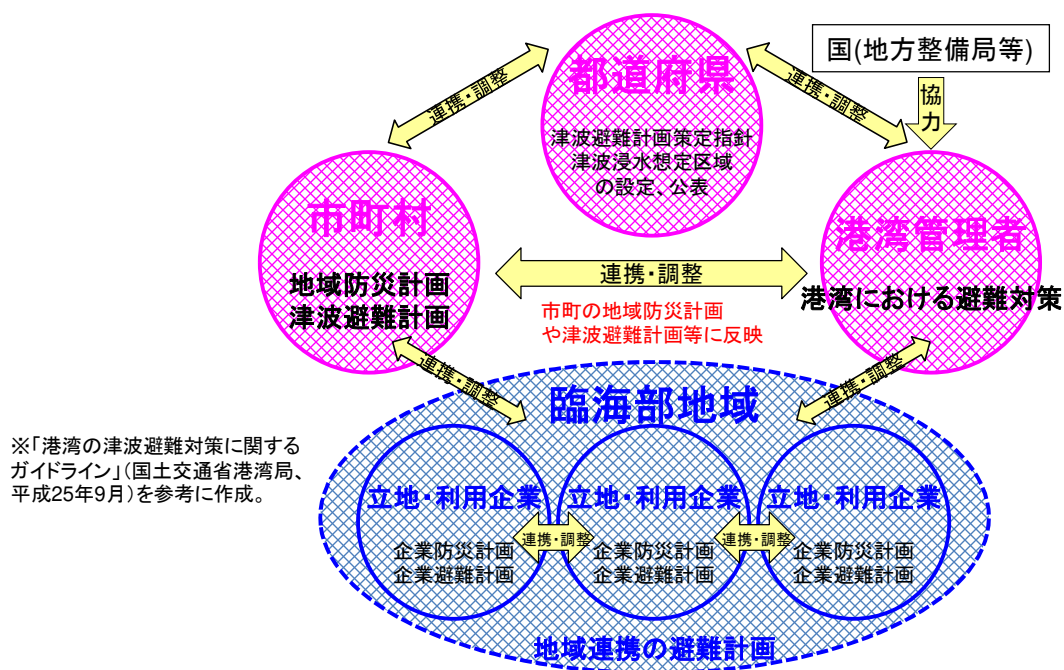 国(地方整備局等)
協力
都道府県
津波避難計画策定指針
津波浸水想定区域
の設定、公表
連携・調整
連携・調整
市町村
地域防災計画
津波避難計画
港湾管理者
港湾における避難対策
連携・調整
市町の地域防災計画
や津波避難計画等に反映
連携・調整
連携・調整
臨海部地域
※「港湾の津波避難対策に関する
ガイドライン」(国土交通省港湾局、
平成25年9月)を参考に作成。
立地・利用企業
企業防災計画
企業避難計画
連携・調整
立地・利用企業
企業防災計画
企業避難計画
連携・調整
立地・利用企業
企業防災計画
企業避難計画
地域連携の避難計画